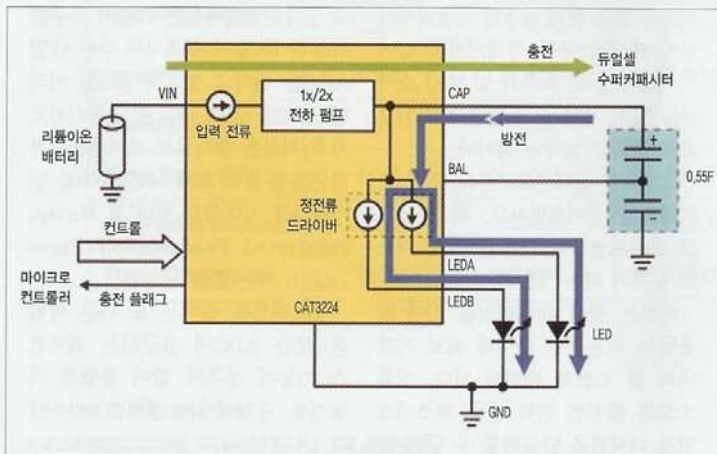 충전
듀얼셀
수퍼커패시터
VIN
1x/2x
전하 펌프
CAP
입력 전류
리튬이온
배터리
방전
BAL
0,55F
정전류
드라이버
컨트롤
마이크로
컨트롤러
충전 플래그
LEDA
LEDB
CAT3224
LED
GND